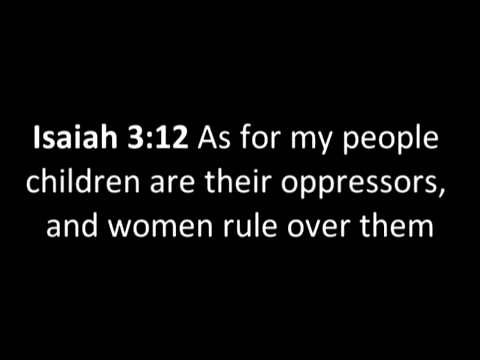 Isaiah 3:12 As for my people
children are their oppressors,
and women rule over them